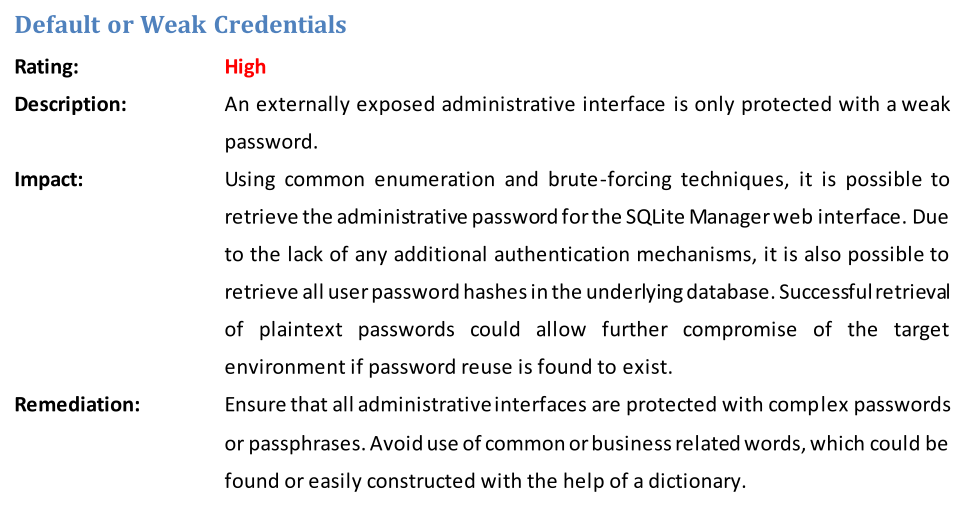 Default or Weak Credentials
Rating: High
Description: An externally exposed administrative interface is only protected with a weak
password.
Impact: Using common enumeration and brute-forcing techniques, it is possible to
retrieve the administrative password for the SQLite Manager web interface. Due
to the lack of any additional authentication mechanisms, it is also possible to
retrieve all user password hashes in the underlying database. Successful retrieval
of plaintext passwords could allow further compromise of the target
environment if password reuse is found to exist.
Remediation: Ensure that all administrative interfaces are protected with complex passwords
or passphrases. Avoid use of common or business related words, which could be
found or easily constructed with the help of a dictionary.